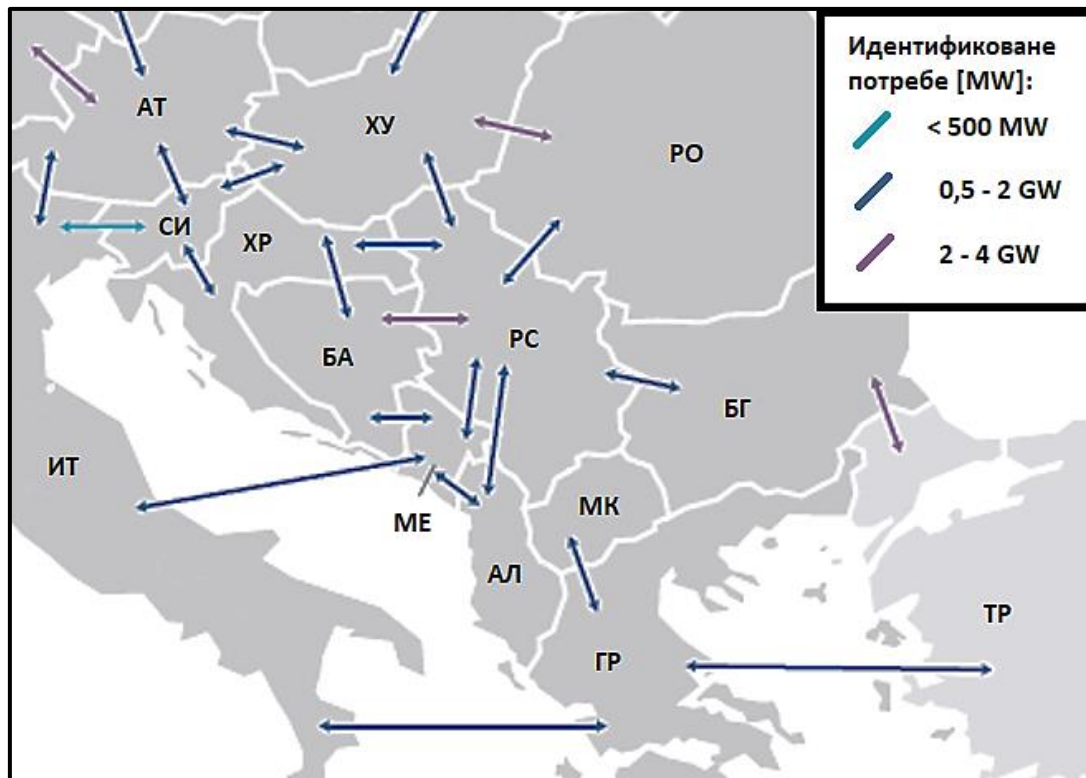 Идентификоване
потребе [MW]:
< 500 MW
0,5 - 2 GW
2 - 4 GW
АТ
ХУ
РО
СИ
ХР
БА
РС
БГ
ИТ
МЕ
МК
АЛ
ГР
ТР